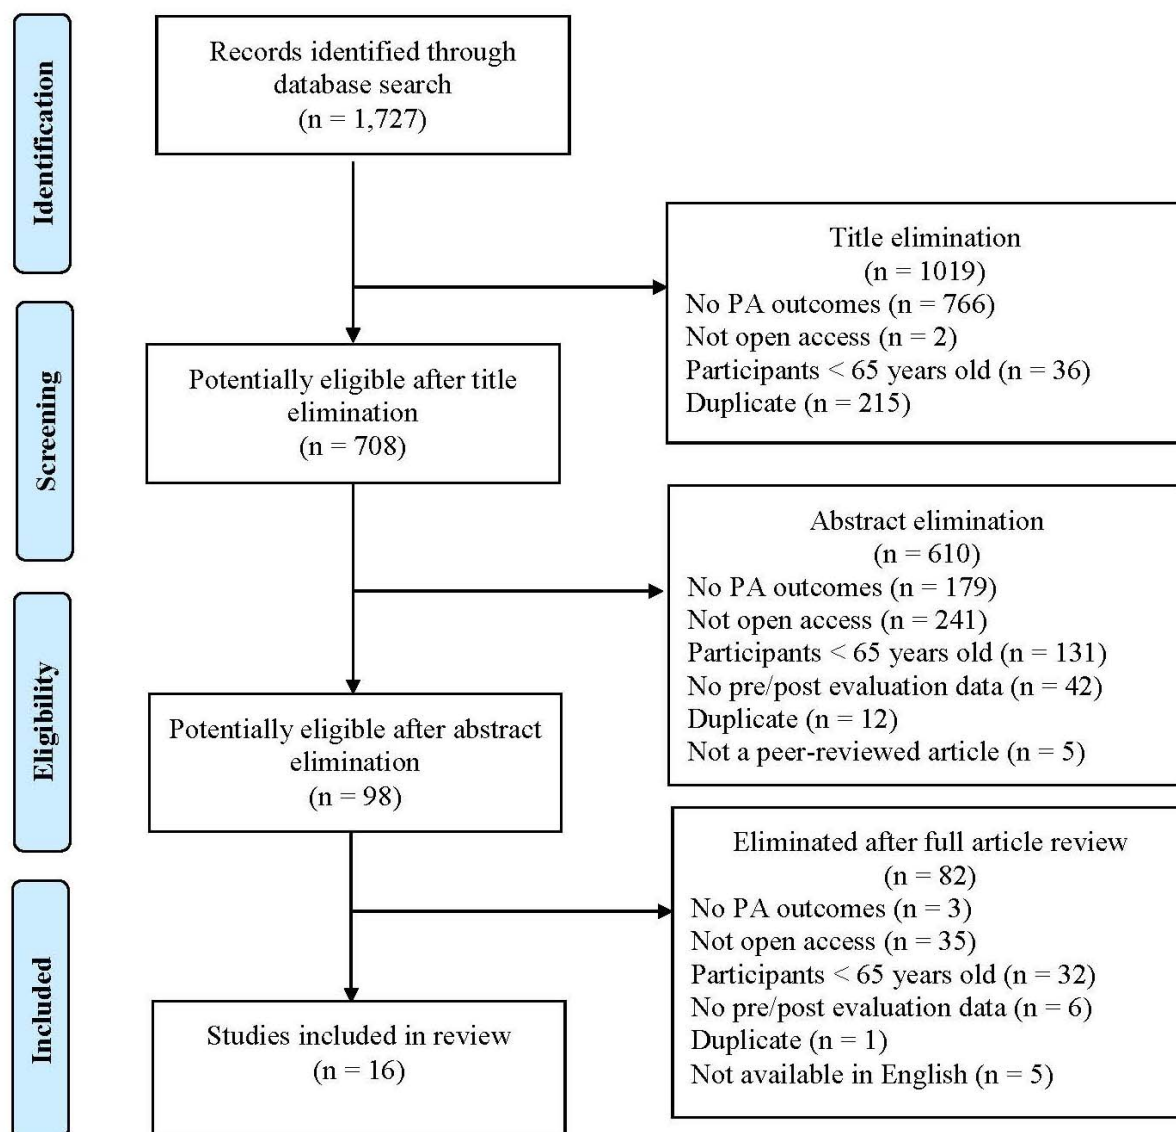 Identification
Records identified through
database search
(n = 1,727)
Title elimination
(n = 1019)
No PA outcomes (n = 766)
Not open access (n = 2)
Participants < 65 years old (n = 36)
Duplicate (n = 215)
Screening
Potentially eligible after title
elimination
(n = 708)
Abstract elimination
(n = 610)
No PA outcomes (n = 179)
Not open access (n = 241)
Participants < 65 years old (n = 131)
No pre/post evaluation data (n = 42)
Duplicate (n = 12)
Not a peer-reviewed article (n = 5)
Eligibility
Potentially eligible after abstract
elimination
(n = 98)
Eliminated after full article review
(n = 82)
No PA outcomes (n = 3)
Not open access (n = 35)
Participants < 65 years old (n = 32)
No pre/post evaluation data (n = 6)
Duplicate (n = 1)
Not available in English (n = 5)
Included
Studies included in review
(n = 16)